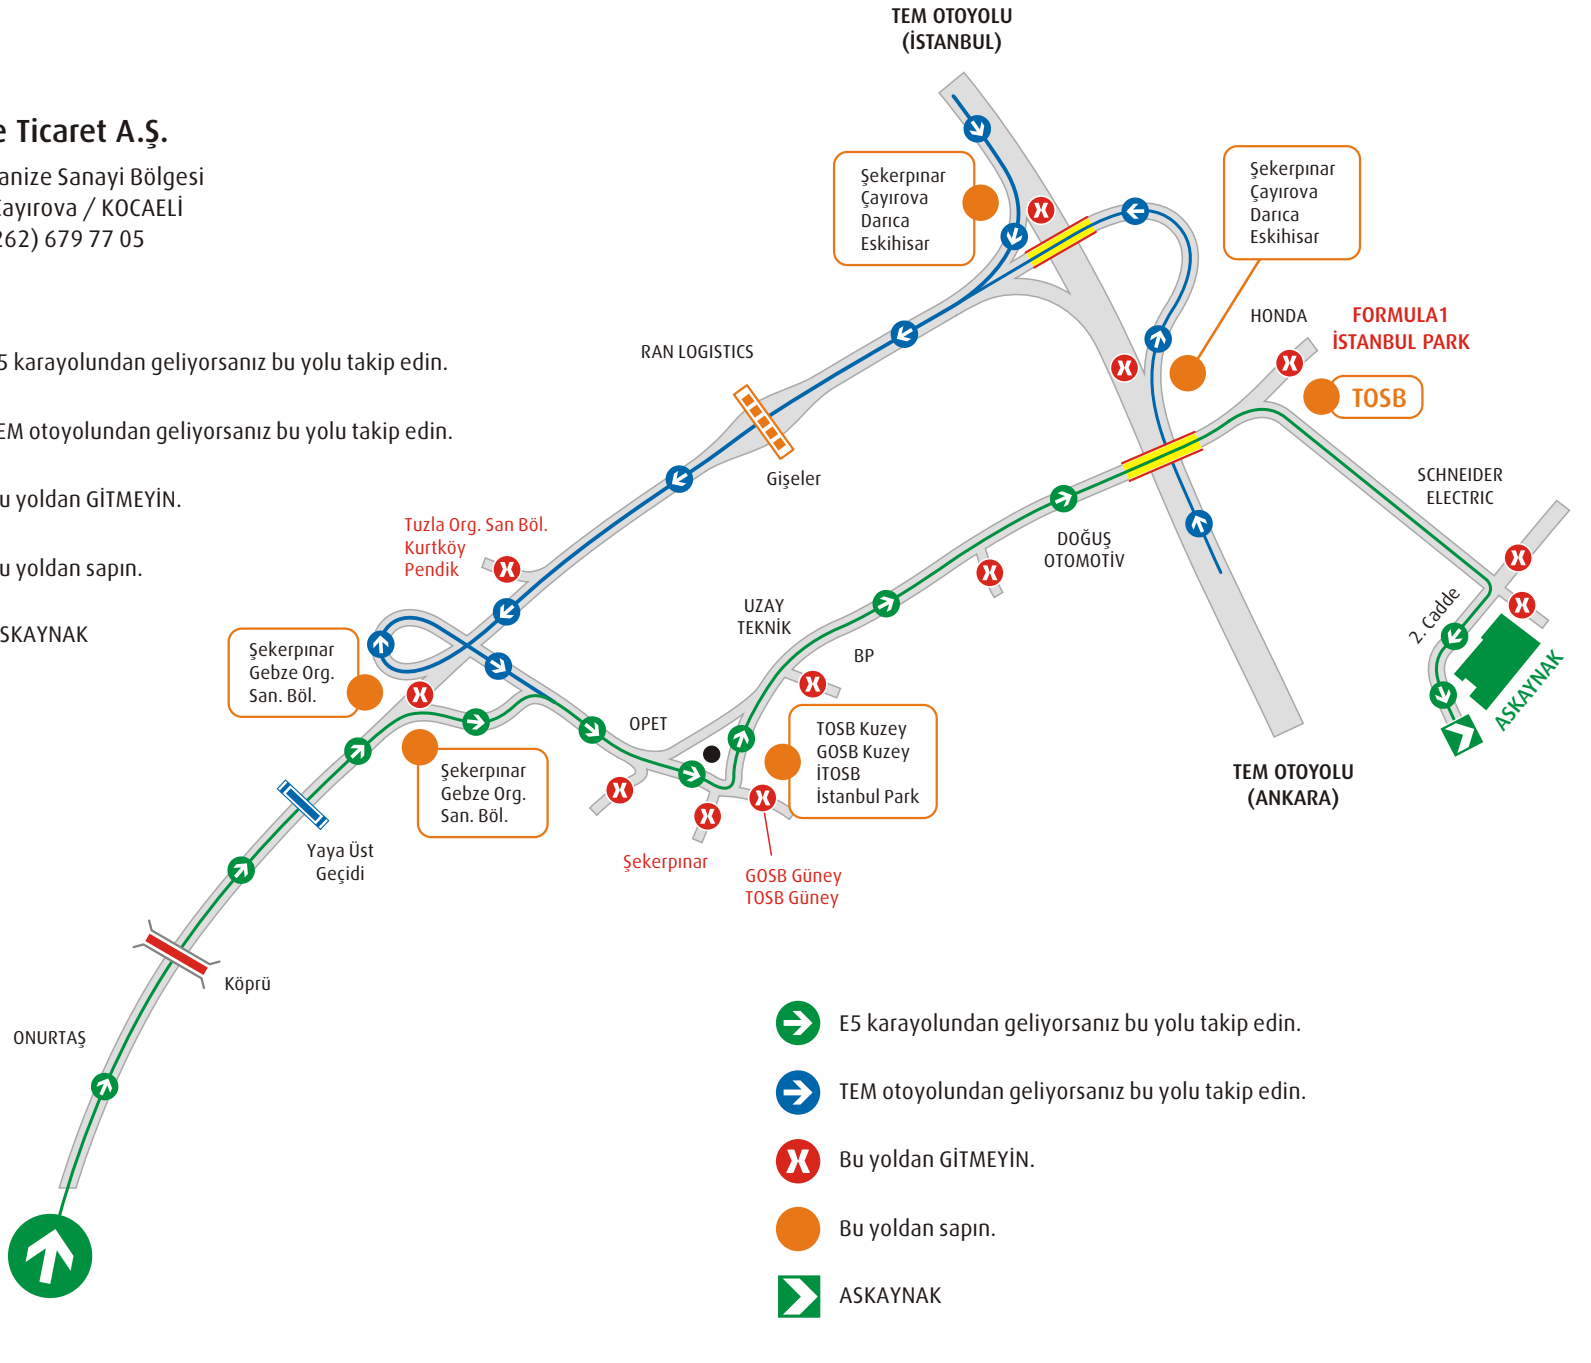 TEM OTOYOLU
(İSTANBUL)
e Ticaret A.Ş.
anize Sanayi Bölgesi
Çayırova / KOCAELİ
262) 679 77 05
5 karayolundan geliyorsanız bu yolu takip edin.
EM otoyolundan geliyorsanız bu yolu takip edin.
u yoldan GİTMEYİN.
u yoldan sapın.
SKAYNAK
Şekerpınar
Çayırova
Darıca
Eskihisar
Şekerpınar
Çayırova
Darıca
Eskihisar
HONDA
FORMULA1
İSTANBUL PARK
TOSB
RAN LOGISTICS
Gişeler
SCHNEIDER
ELECTRIC
Tuzla Org. San Böl.
Kurtköy
Pendik
DOĞUŞ
OTOMOTİV
UZAY
TEKNİK
BP
2. Cadde
ASKAYNAK
Şekerpınar
Gebze Org.
San. Böl.
OPET
TOSB Kuzey
GOSB Kuzey
İTOSB
İstanbul Park
Şekerpınar
Gebze Org.
San. Böl.
TEM OTOYOLU
(ANKARA)
Yaya Üst
Geçidi
Şekerpınar
GOSB Güney
TOSB Güney
Köprü
ONURTAŞ
E5 karayolundan geliyorsanız bu yolu takip edin.
TEM otoyolundan geliyorsanız bu yolu takip edin.
Bu yoldan GİTMEYİN.
Bu yoldan sapın.
ASKAYNAK